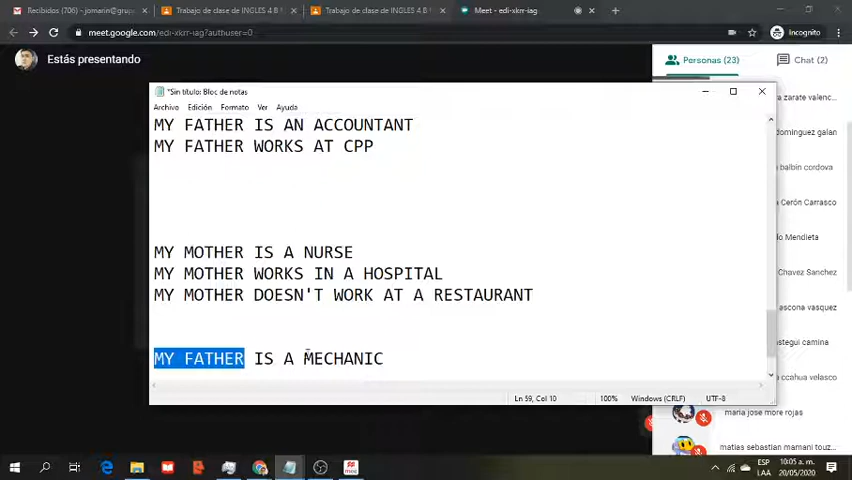 Recibidos (706) - jomarin@grup
Trabajo de clase de INGLES 4 B
Trabajo de clase de INGLES 4 B
Meet - edi-xkrr-iag
meet.google.com/edi-xkrr-iag?authuser=0
Incógnito
Estás presentando
Personas (23)
Chat (2)
*Sin título: Bloc de notas
Archivo Edición Formato Ver Ayuda
MY FATHER IS AN ACCOUNTANT
MY FATHER WORKS AT CPP
MY MOTHER IS A NURSE
MY MOTHER WORKS IN A HOSPITAL
MY MOTHER DOESN'T WORK AT A RESTAURANT
MY FATHER IS A MECHANIC
Ln 59, Col 10 100% Windows (CRLF) UTF-8
a zarate valenc
dominguez galan
balbin cordova
Cerón Carrasco
do Mendieta
Chavez Sanchez
ascona vasquez
stegui camina
ccahua velasco
maria jose more rojas
matias sebastian mamani touz
ESP
LAA
10:05 a. m.
20/05/2020